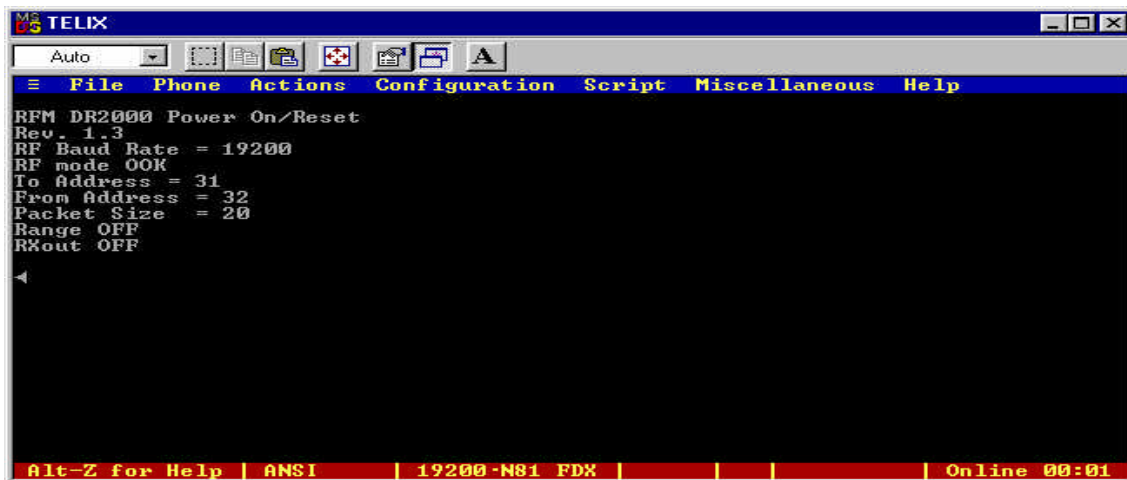 MS DOS TELIX
Auto A
≡ File Phone Actions Configuration Script Miscellaneous Help
RFM DR2000 Power On/Reset
Rev. 1.3
RF Baud Rate = 19200
RF mode OOK
To Address = 31
From Address = 32
Packet Size = 20
Range OFF
RXout OFF
Alt-Z for Help | ANSI | 19200·N81 FDX | | | | Online 00:01